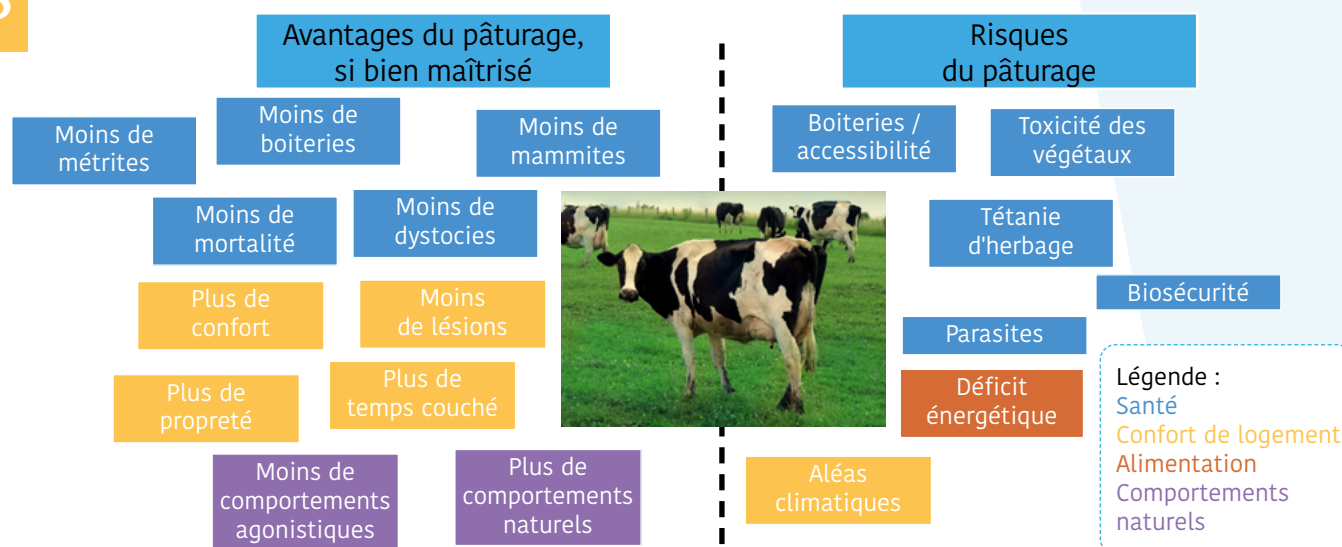 Avantages du pâturage,
si bien maîtrisé
Moins de
métrites
Moins de
boiteries
Moins de
mammites
Moins de
mortalité
Moins de
dystocies
Plus de
confort
Moins
de lésions
Plus de
propreté
Plus de
temps couché
Moins de
comportements
agonistiques
Plus de
comportements
naturels
Risques
du pâturage
Boiteries /
accessibilité
Toxicité des
végétaux
Tétanie
d'herbage
Biosécurité
Parasites
Déficit
énergétique
Aléas
climatiques
Légende :
Santé
Confort de logement
Alimentation
Comportements
naturels